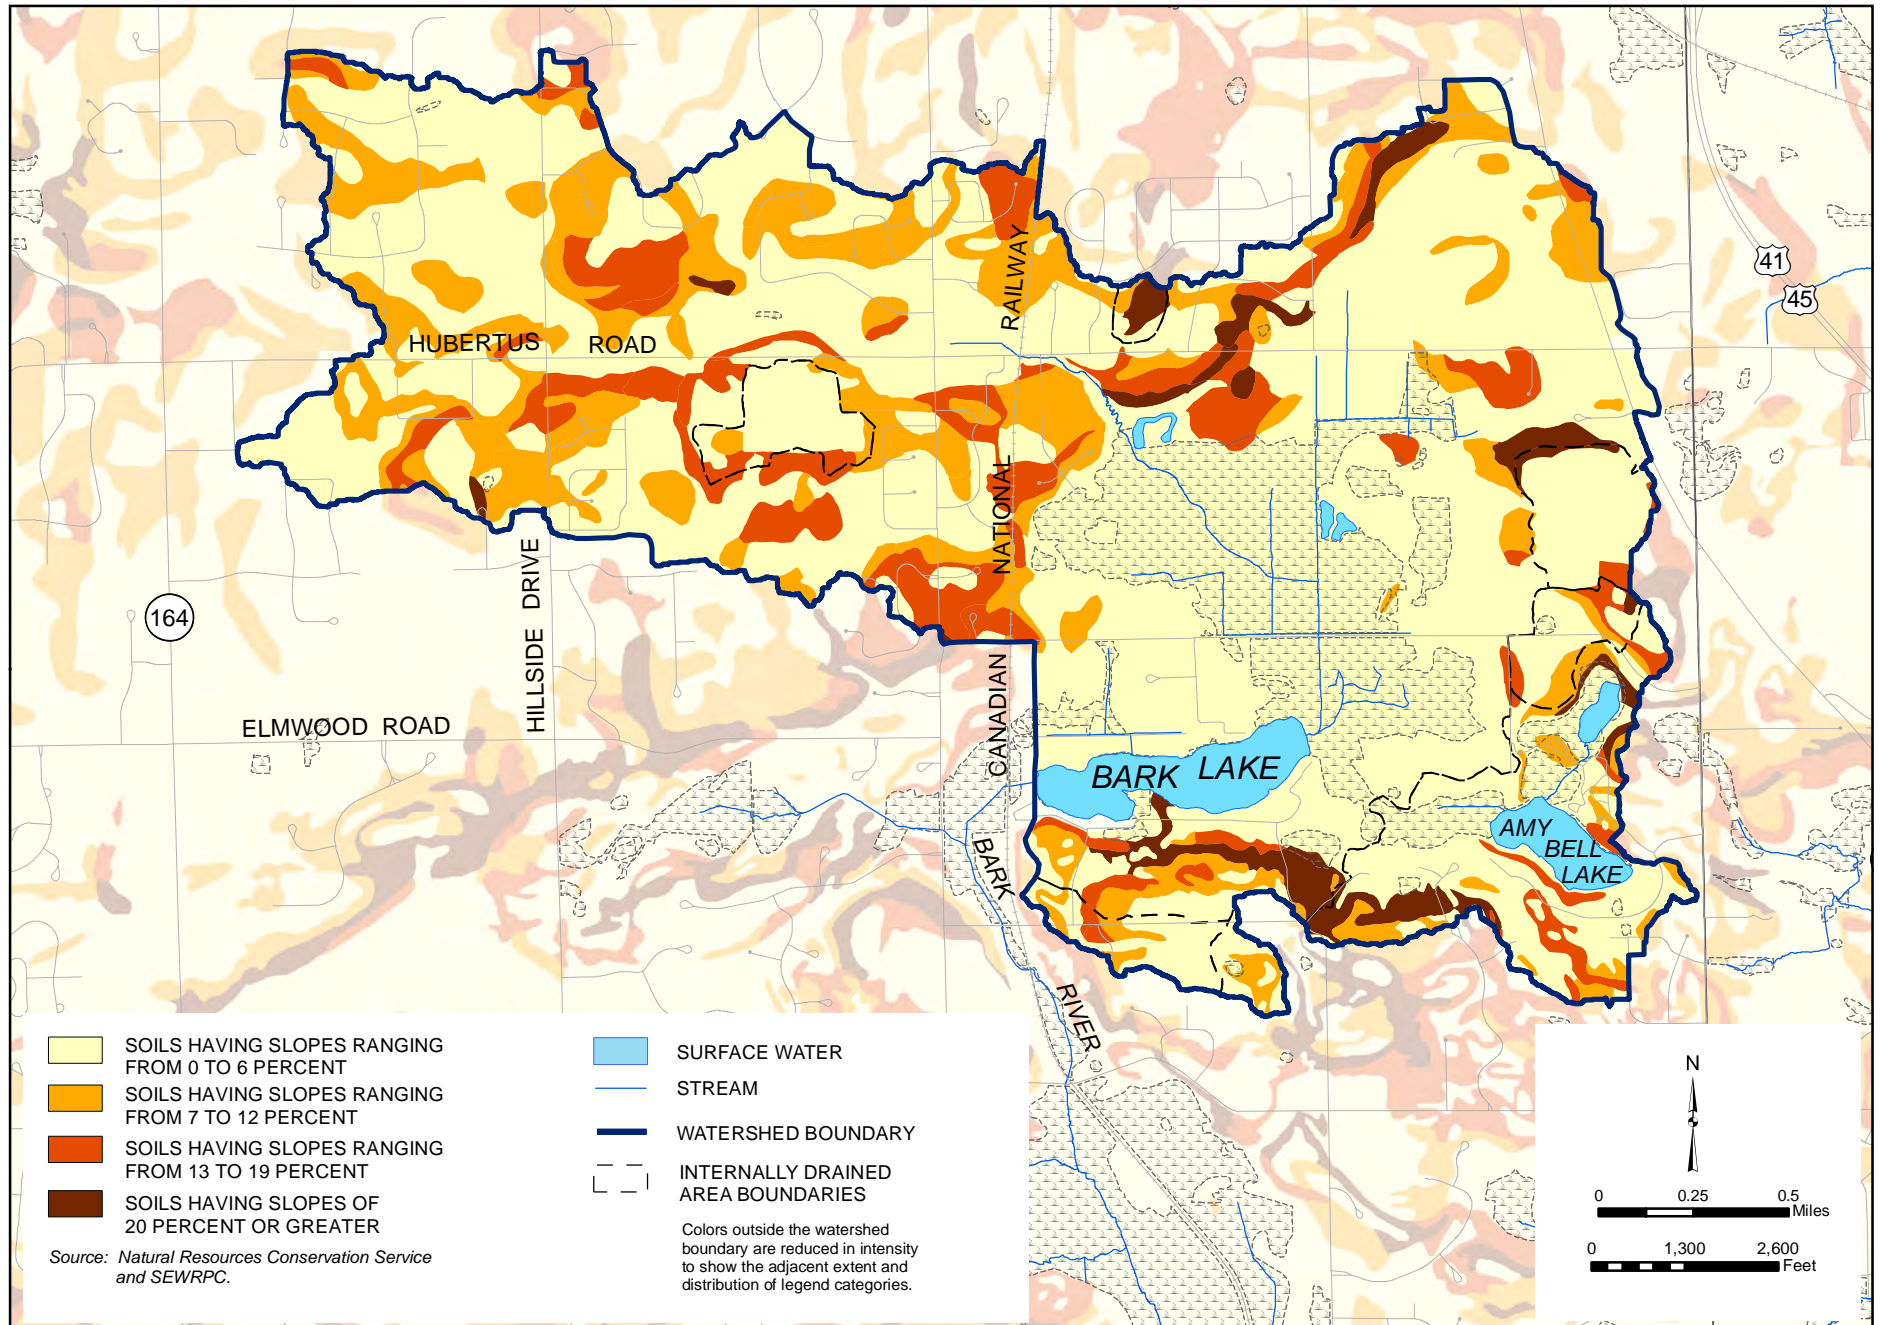 41
45
HUBERTUS ROAD
RAILWAY
NATIONAL
CANADIAN
HILLSIDE DRIVE
164
ELMWOOD ROAD
BARK LAKE
AMY
BELL
LAKE
BARK
RIVER
SOILS HAVING SLOPES RANGING
FROM 0 TO 6 PERCENT
SOILS HAVING SLOPES RANGING
FROM 7 TO 12 PERCENT
SOILS HAVING SLOPES RANGING
FROM 13 TO 19 PERCENT
SOILS HAVING SLOPES OF
20 PERCENT OR GREATER
Source: Natural Resources Conservation Service
and SEWRPC.
SURFACE WATER
STREAM
WATERSHED BOUNDARY
INTERNALLY DRAINED
AREA BOUNDARIES
Colors outside the watershed
boundary are reduced in intensity
to show the adjacent extent and
distribution of legend categories.
N
0 0.25 0.5
Miles
0 1,300 2,600
Feet